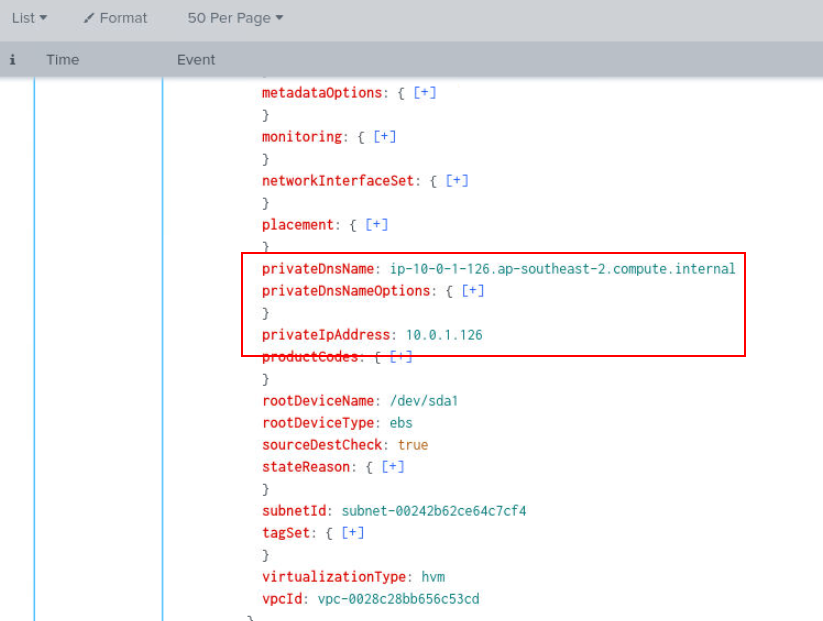 List Format 50 Per Page
i Time Event
metadataOptions: { [+]
}
monitoring: { [+]
}
networkInterfaceSet: { [+]
}
placement: { [+]
}
privateDnsName: ip-10-0-1-126.ap-southeast-2.compute.internal
privateDnsNameOptions: { [+]
}
privateIpAddress: 10.0.1.126
productCodes: { [+]
}
rootDeviceName: /dev/sda1
rootDeviceType: ebs
sourceDestCheck: true
stateReason: { [+]
}
subnetId: subnet-00242b62ce64c7cf4
tagSet: { [+]
}
virtualizationType: hvm
vpcId: vpc-0028c28bb656c53cd
}